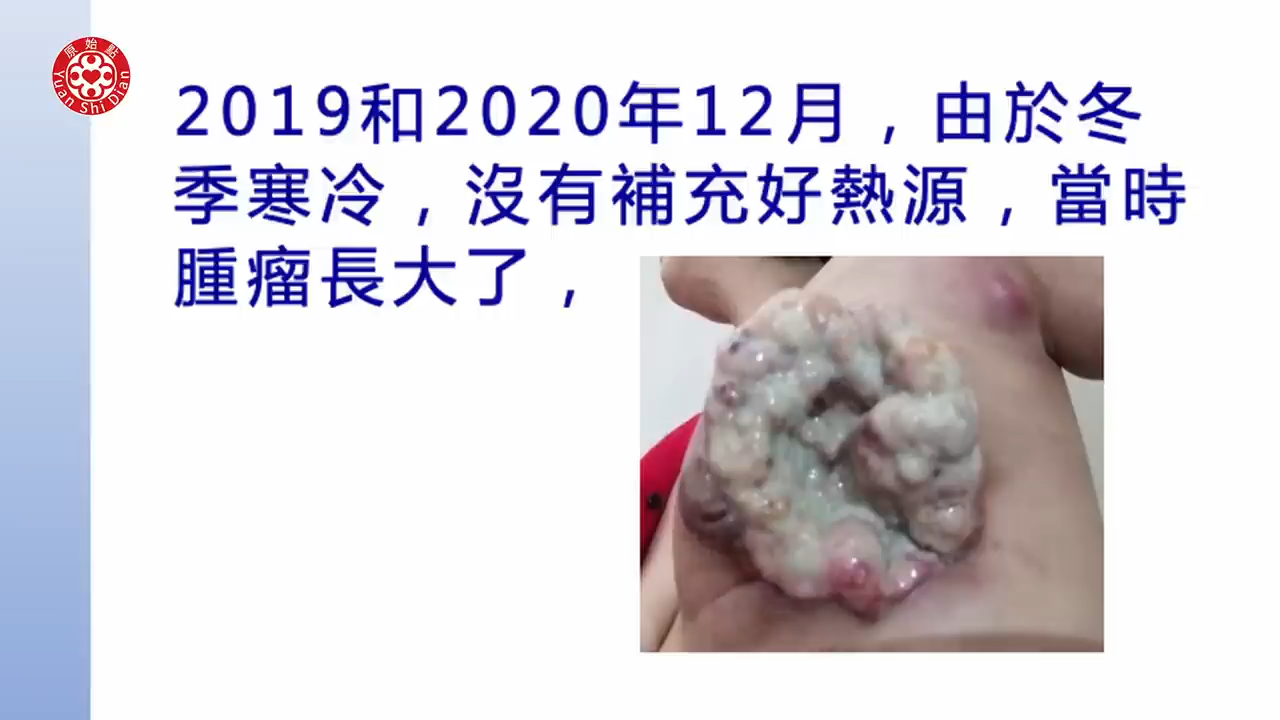 原始點
Yuan Shi Dian
2019和2020年12月，由於冬
季寒冷，沒有補充好熱源，當時
腫瘤長大了，